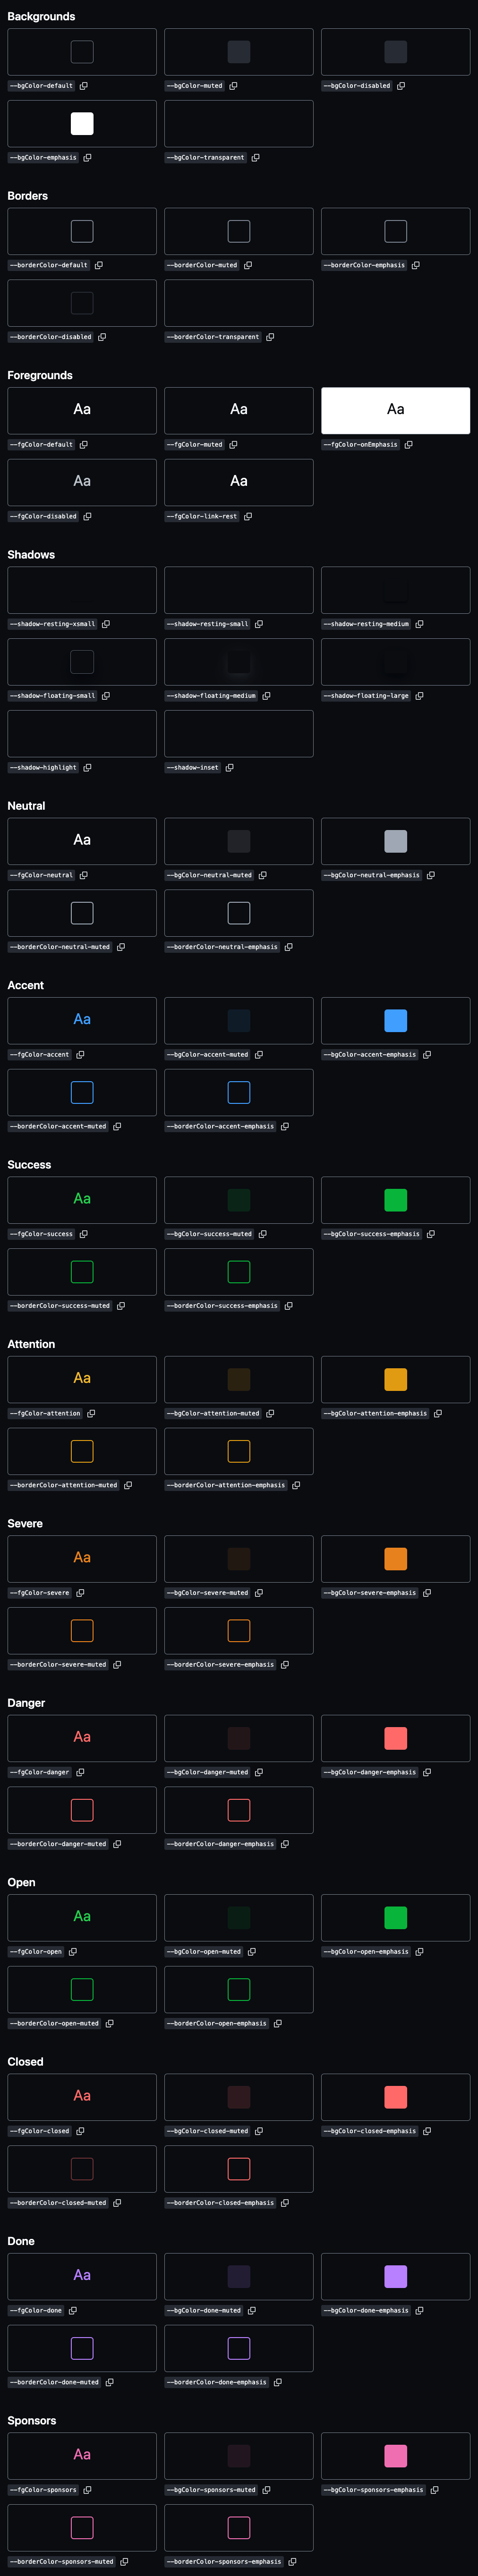 Backgrounds
--bgColor-default --bgColor-muted --bgColor-disabled
--bgColor-emphasis --bgColor-transparent
Borders
--borderColor-default --borderColor-muted --borderColor-emphasis
--borderColor-disabled --borderColor-transparent
Foregrounds
Aa Aa Aa
--fgColor-default --fgColor-muted --fgColor-onEmphasis
Aa Aa
--fgColor-disabled --fgColor-link-rest
Shadows
--shadow-resting-xsmall --shadow-resting-small --shadow-resting-medium
--shadow-floating-small --shadow-floating-medium --shadow-floating-large
--shadow-highlight --shadow-inset
Neutral
Aa
--fgColor-neutral --bgColor-neutral-muted --bgColor-neutral-emphasis
--borderColor-neutral-muted --borderColor-neutral-emphasis
Accent
Aa
--fgColor-accent --bgColor-accent-muted --bgColor-accent-emphasis
--borderColor-accent-muted --borderColor-accent-emphasis
Success
Aa
--fgColor-success --bgColor-success-muted --bgColor-success-emphasis
--borderColor-success-muted --borderColor-success-emphasis
Attention
Aa
--fgColor-attention --bgColor-attention-muted --bgColor-attention-emphasis
--borderColor-attention-muted --borderColor-attention-emphasis
Severe
Aa
--fgColor-severe --bgColor-severe-muted --bgColor-severe-emphasis
--borderColor-severe-muted --borderColor-severe-emphasis
Danger
Aa
--fgColor-danger --bgColor-danger-muted --bgColor-danger-emphasis
--borderColor-danger-muted --borderColor-danger-emphasis
Open
Aa
--fgColor-open --bgColor-open-muted --bgColor-open-emphasis
--borderColor-open-muted --borderColor-open-emphasis
Closed
Aa
--fgColor-closed --bgColor-closed-muted --bgColor-closed-emphasis
--borderColor-closed-muted --borderColor-closed-emphasis
Done
Aa
--fgColor-done --bgColor-done-muted --bgColor-done-emphasis
--borderColor-done-muted --borderColor-done-emphasis
Sponsors
Aa
--fgColor-sponsors --bgColor-sponsors-muted --bgColor-sponsors-emphasis
--borderColor-sponsors-muted --borderColor-sponsors-emphasis